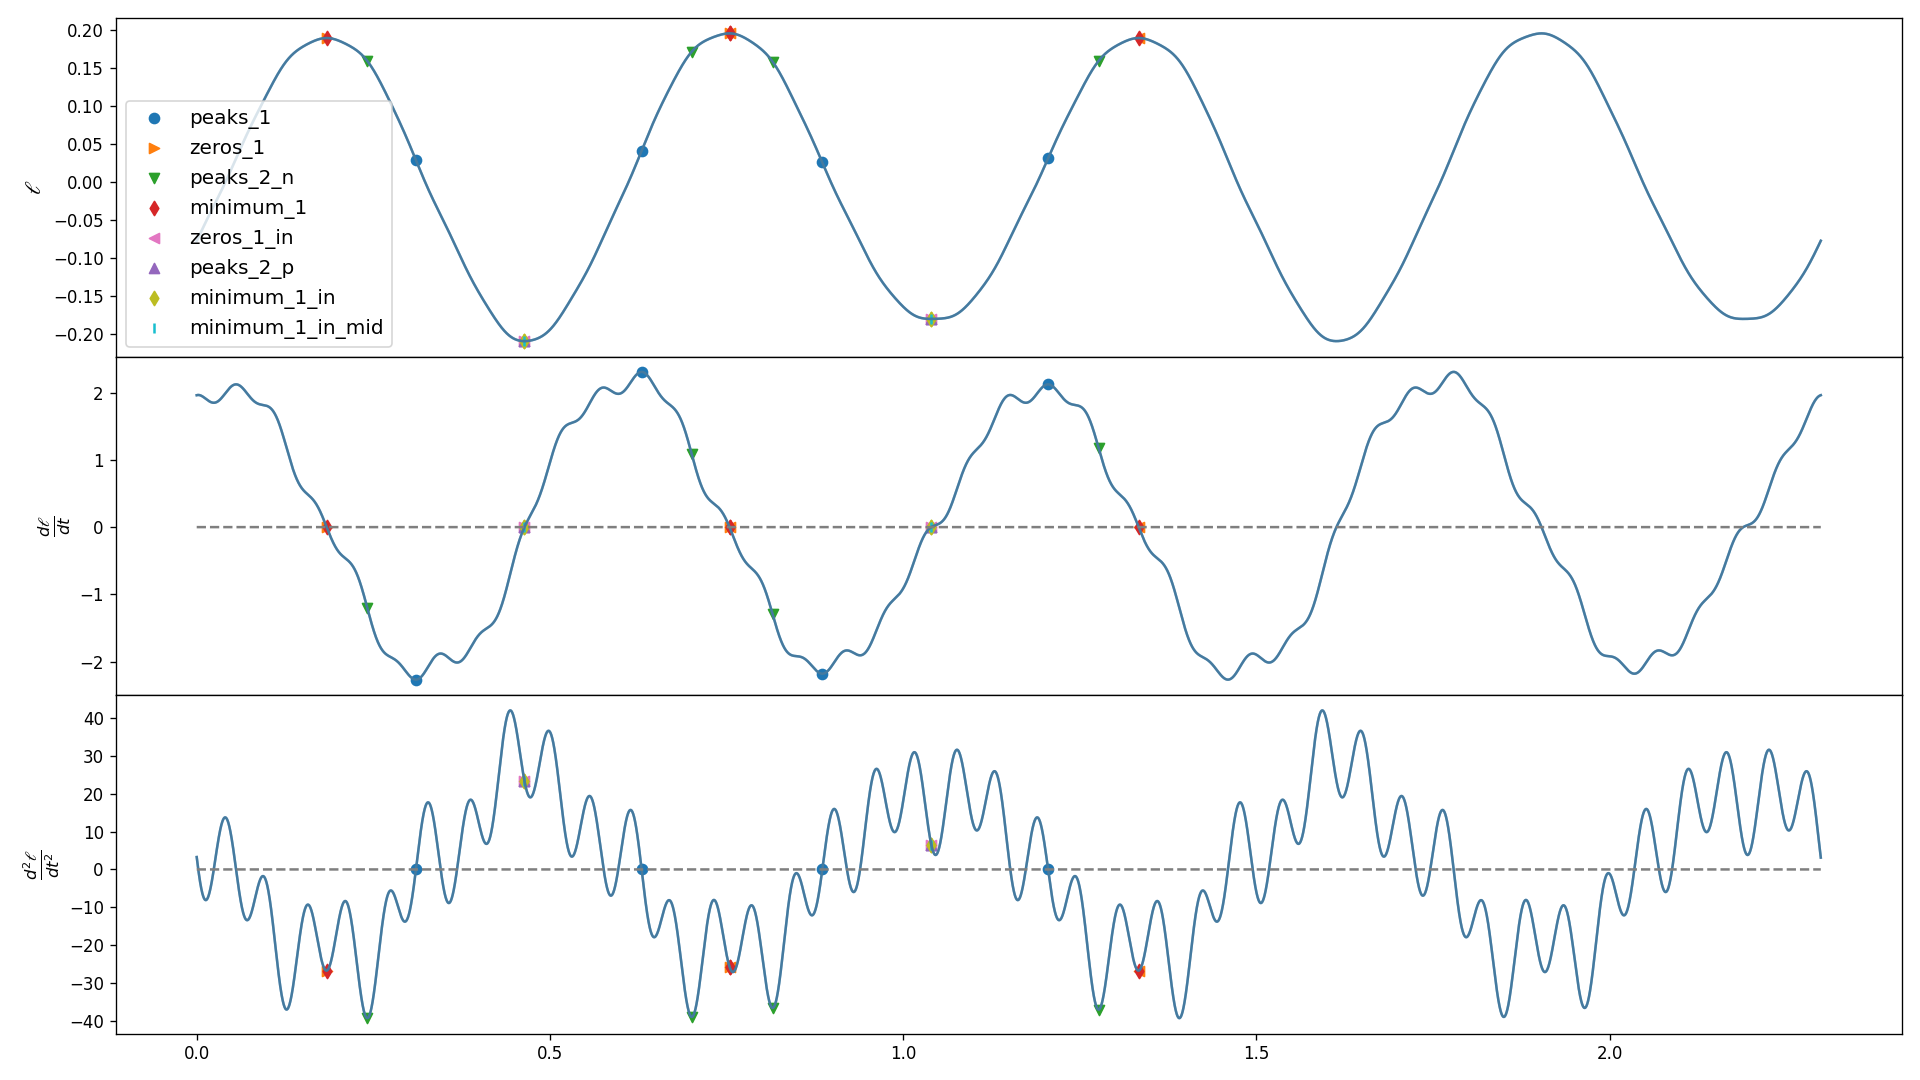 0.20
0.15
0.10
0.05
0.00
−0.05
−0.10
−0.15
−0.20
ℓ
peaks_1
zeros_1
peaks_2_n
minimum_1
zeros_1_in
peaks_2_p
minimum_1_in
minimum_1_in_mid
2
1
0
−1
−2
dℓ
dt
40
30
20
10
0
−10
−20
−30
−40
d²ℓ
dt²
0.0 0.5 1.0 1.5 2.0